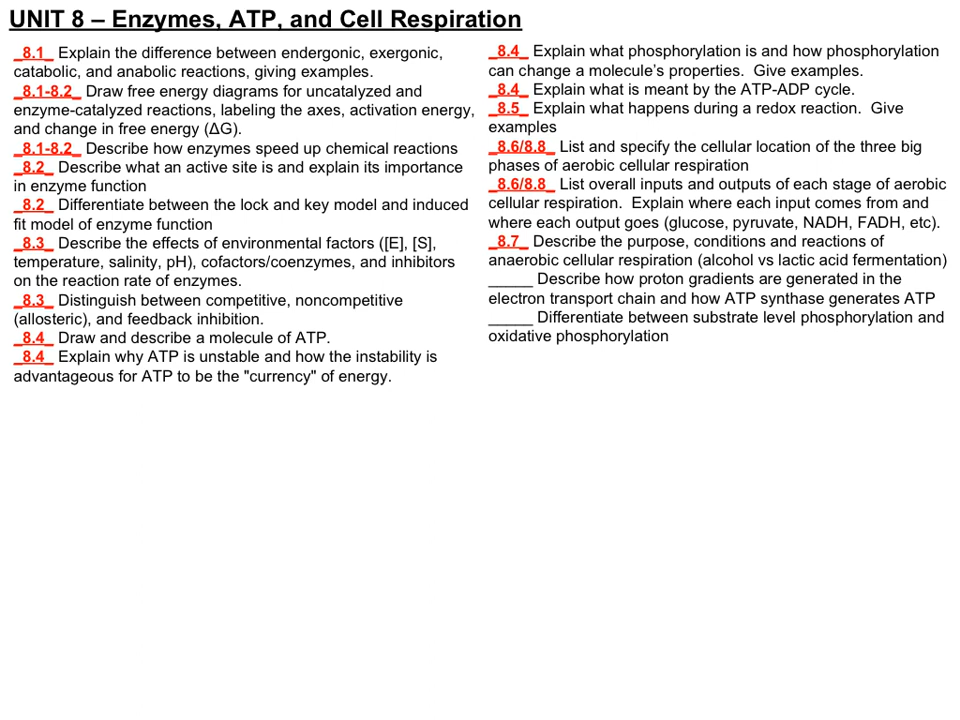 UNIT 8 – Enzymes, ATP, and Cell Respiration
_8.1_ Explain the difference between endergonic, exergonic,
catabolic, and anabolic reactions, giving examples.
_8.1-8.2_ Draw free energy diagrams for uncatalyzed and
enzyme-catalyzed reactions, labeling the axes, activation energy,
and change in free energy (ΔG).
_8.1-8.2_ Describe how enzymes speed up chemical reactions
_8.2_ Describe what an active site is and explain its importance
in enzyme function
_8.2_ Differentiate between the lock and key model and induced
fit model of enzyme function
_8.3_ Describe the effects of environmental factors ([E], [S],
temperature, salinity, pH), cofactors/coenzymes, and inhibitors
on the reaction rate of enzymes.
_8.3_ Distinguish between competitive, noncompetitive
(allosteric), and feedback inhibition.
_8.4_ Draw and describe a molecule of ATP.
_8.4_ Explain why ATP is unstable and how the instability is
advantageous for ATP to be the "currency" of energy.
_8.4_ Explain what phosphorylation is and how phosphorylation
can change a molecule's properties. Give examples.
_8.4_ Explain what is meant by the ATP-ADP cycle.
_8.5_ Explain what happens during a redox reaction. Give
examples
_8.6/8.8_ List and specify the cellular location of the three big
phases of aerobic cellular respiration
_8.6/8.8_ List overall inputs and outputs of each stage of aerobic
cellular respiration. Explain where each input comes from and
where each output goes (glucose, pyruvate, NADH, FADH, etc).
_8.7_ Describe the purpose, conditions and reactions of
anaerobic cellular respiration (alcohol vs lactic acid fermentation)
_____ Describe how proton gradients are generated in the
electron transport chain and how ATP synthase generates ATP
_____ Differentiate between substrate level phosphorylation and
oxidative phosphorylation